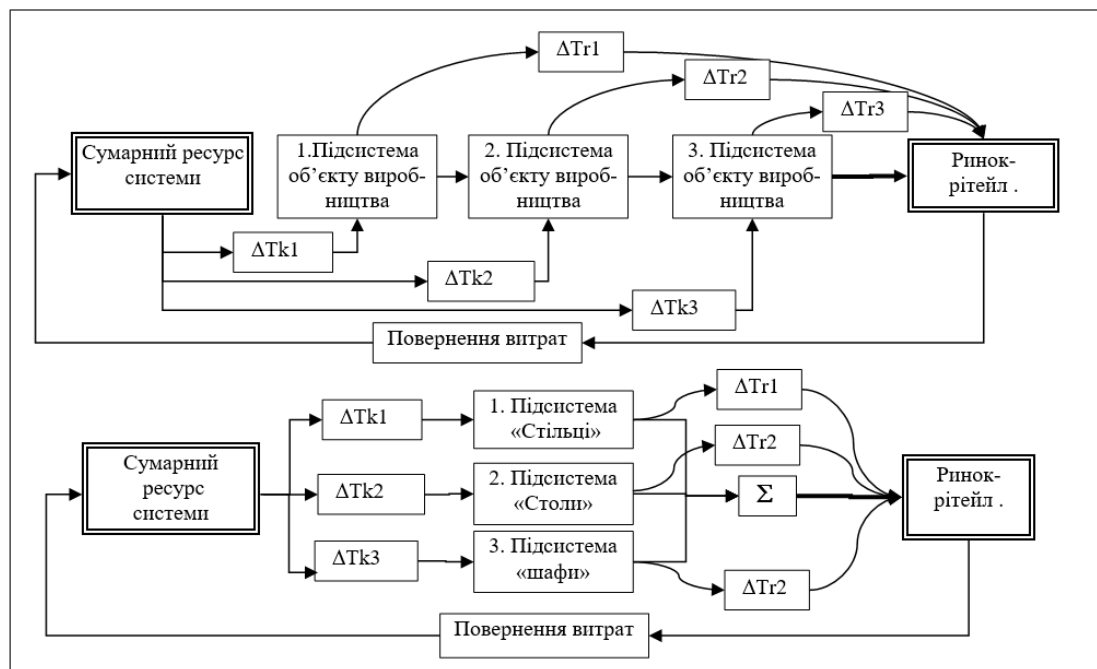 ΔTr1
ΔTr2
ΔTr3
Сумарний ресурс
системи
1.Підсистема
об’єкту вироб-
ництва
2. Підсистема
об’єкту вироб-
ництва
3. Підсистема
об’єкту вироб-
ництва
Ринок-
рітейл .
ΔTk1
ΔTk2
ΔTk3
Повернення витрат
ΔTr1
ΔTk1
1. Підсистема
«Стільці»
ΔTr2
Сумарний
ресурс
системи
ΔTk2
2. Підсистема
«Столи»
Σ
Ринок-
рітейл .
ΔTk3
3. Підсистема
«шафи»
ΔTr2
Повернення витрат